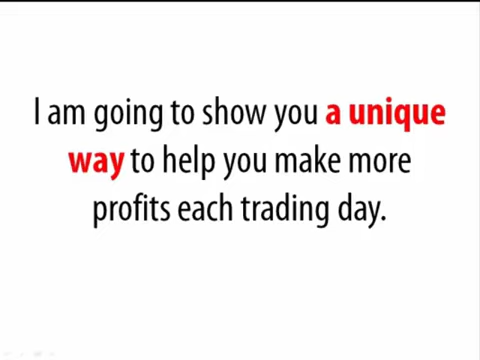 I am going to show you a unique
way to help you make more
profits each trading day.